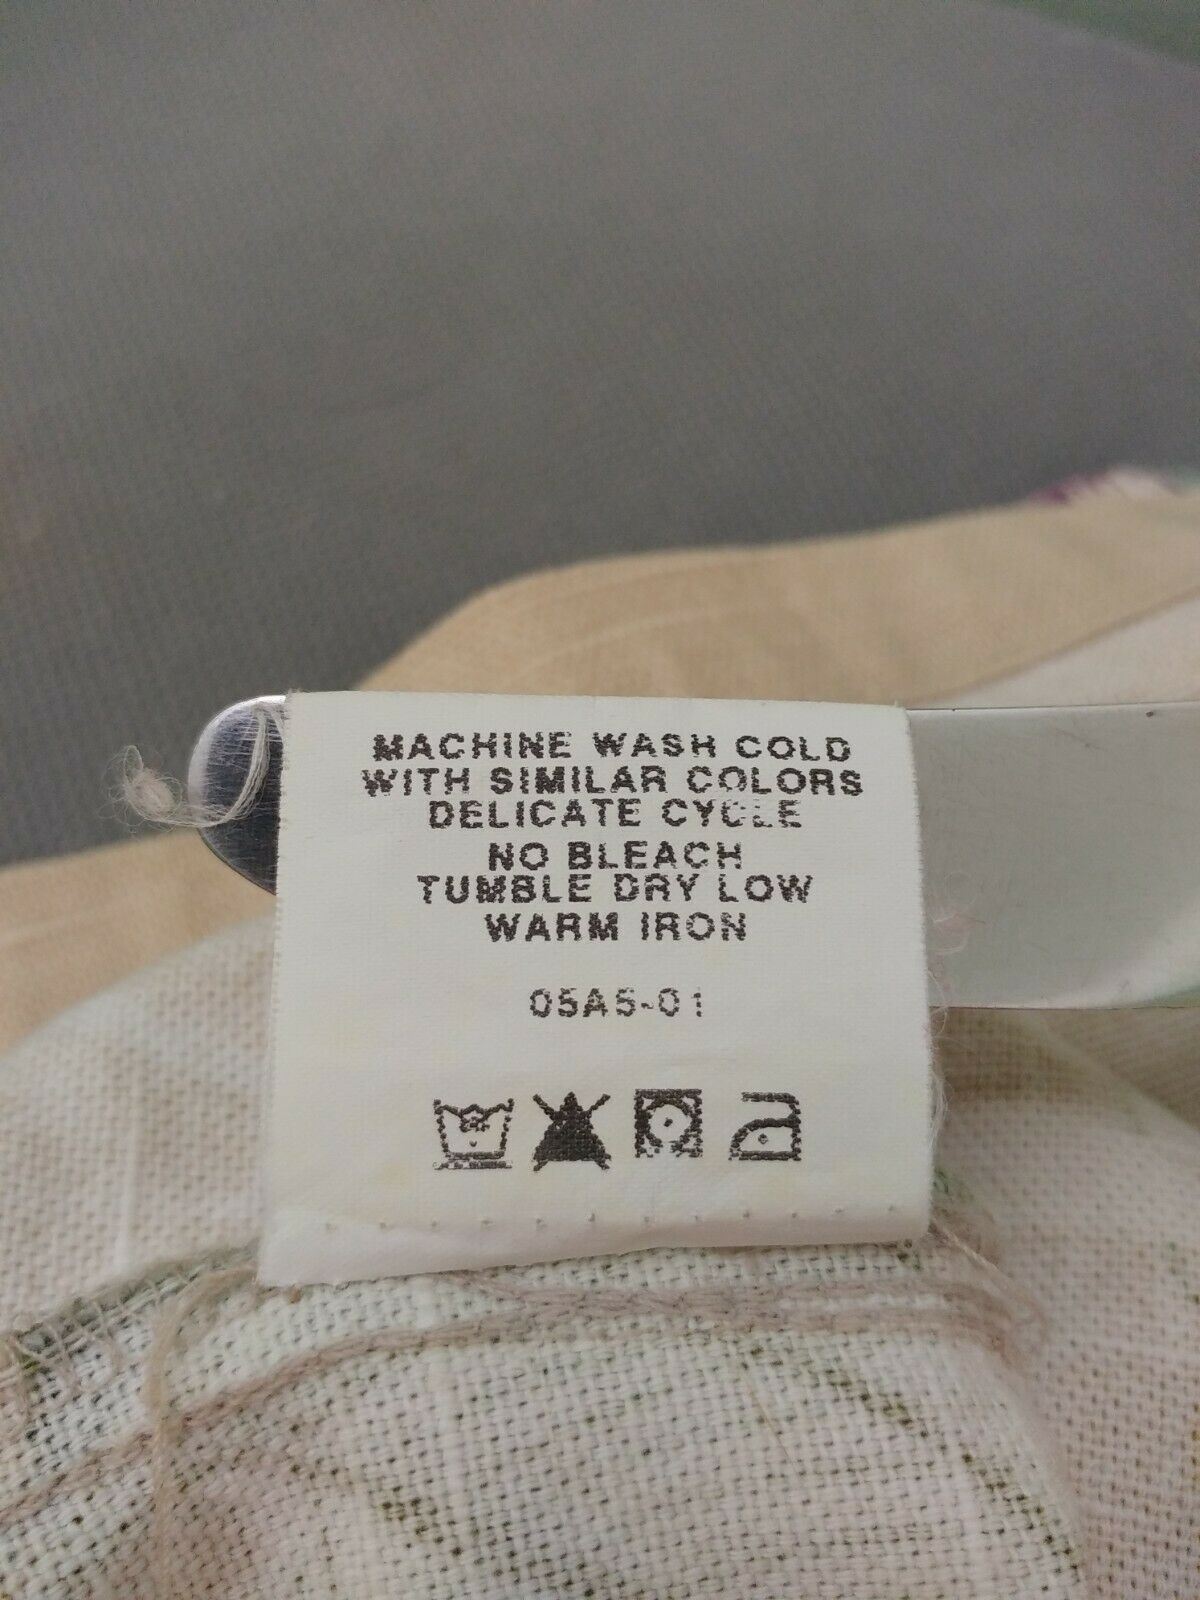 MACHINE WASH COLD
WITH SIMILAR COLORS
DELICATE CYCLE
NO BLEACH
TUMBLE DRY LOW
WARM IRON
05A5-01